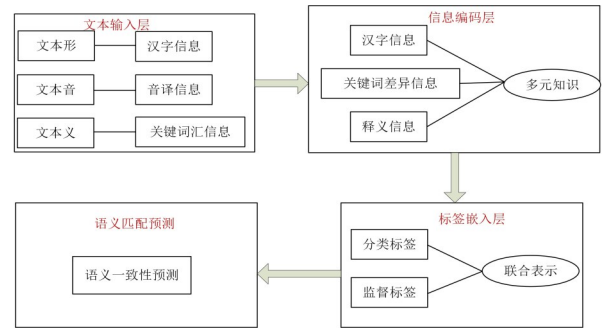 文本输入层
文本形
汉字信息
文本音
音译信息
文本义
关键词汇信息
信息编码层
汉字信息
关键词差异信息
释义信息
多元知识
标签嵌入层
分类标签
监督标签
联合表示
语义匹配预测
语义一致性预测